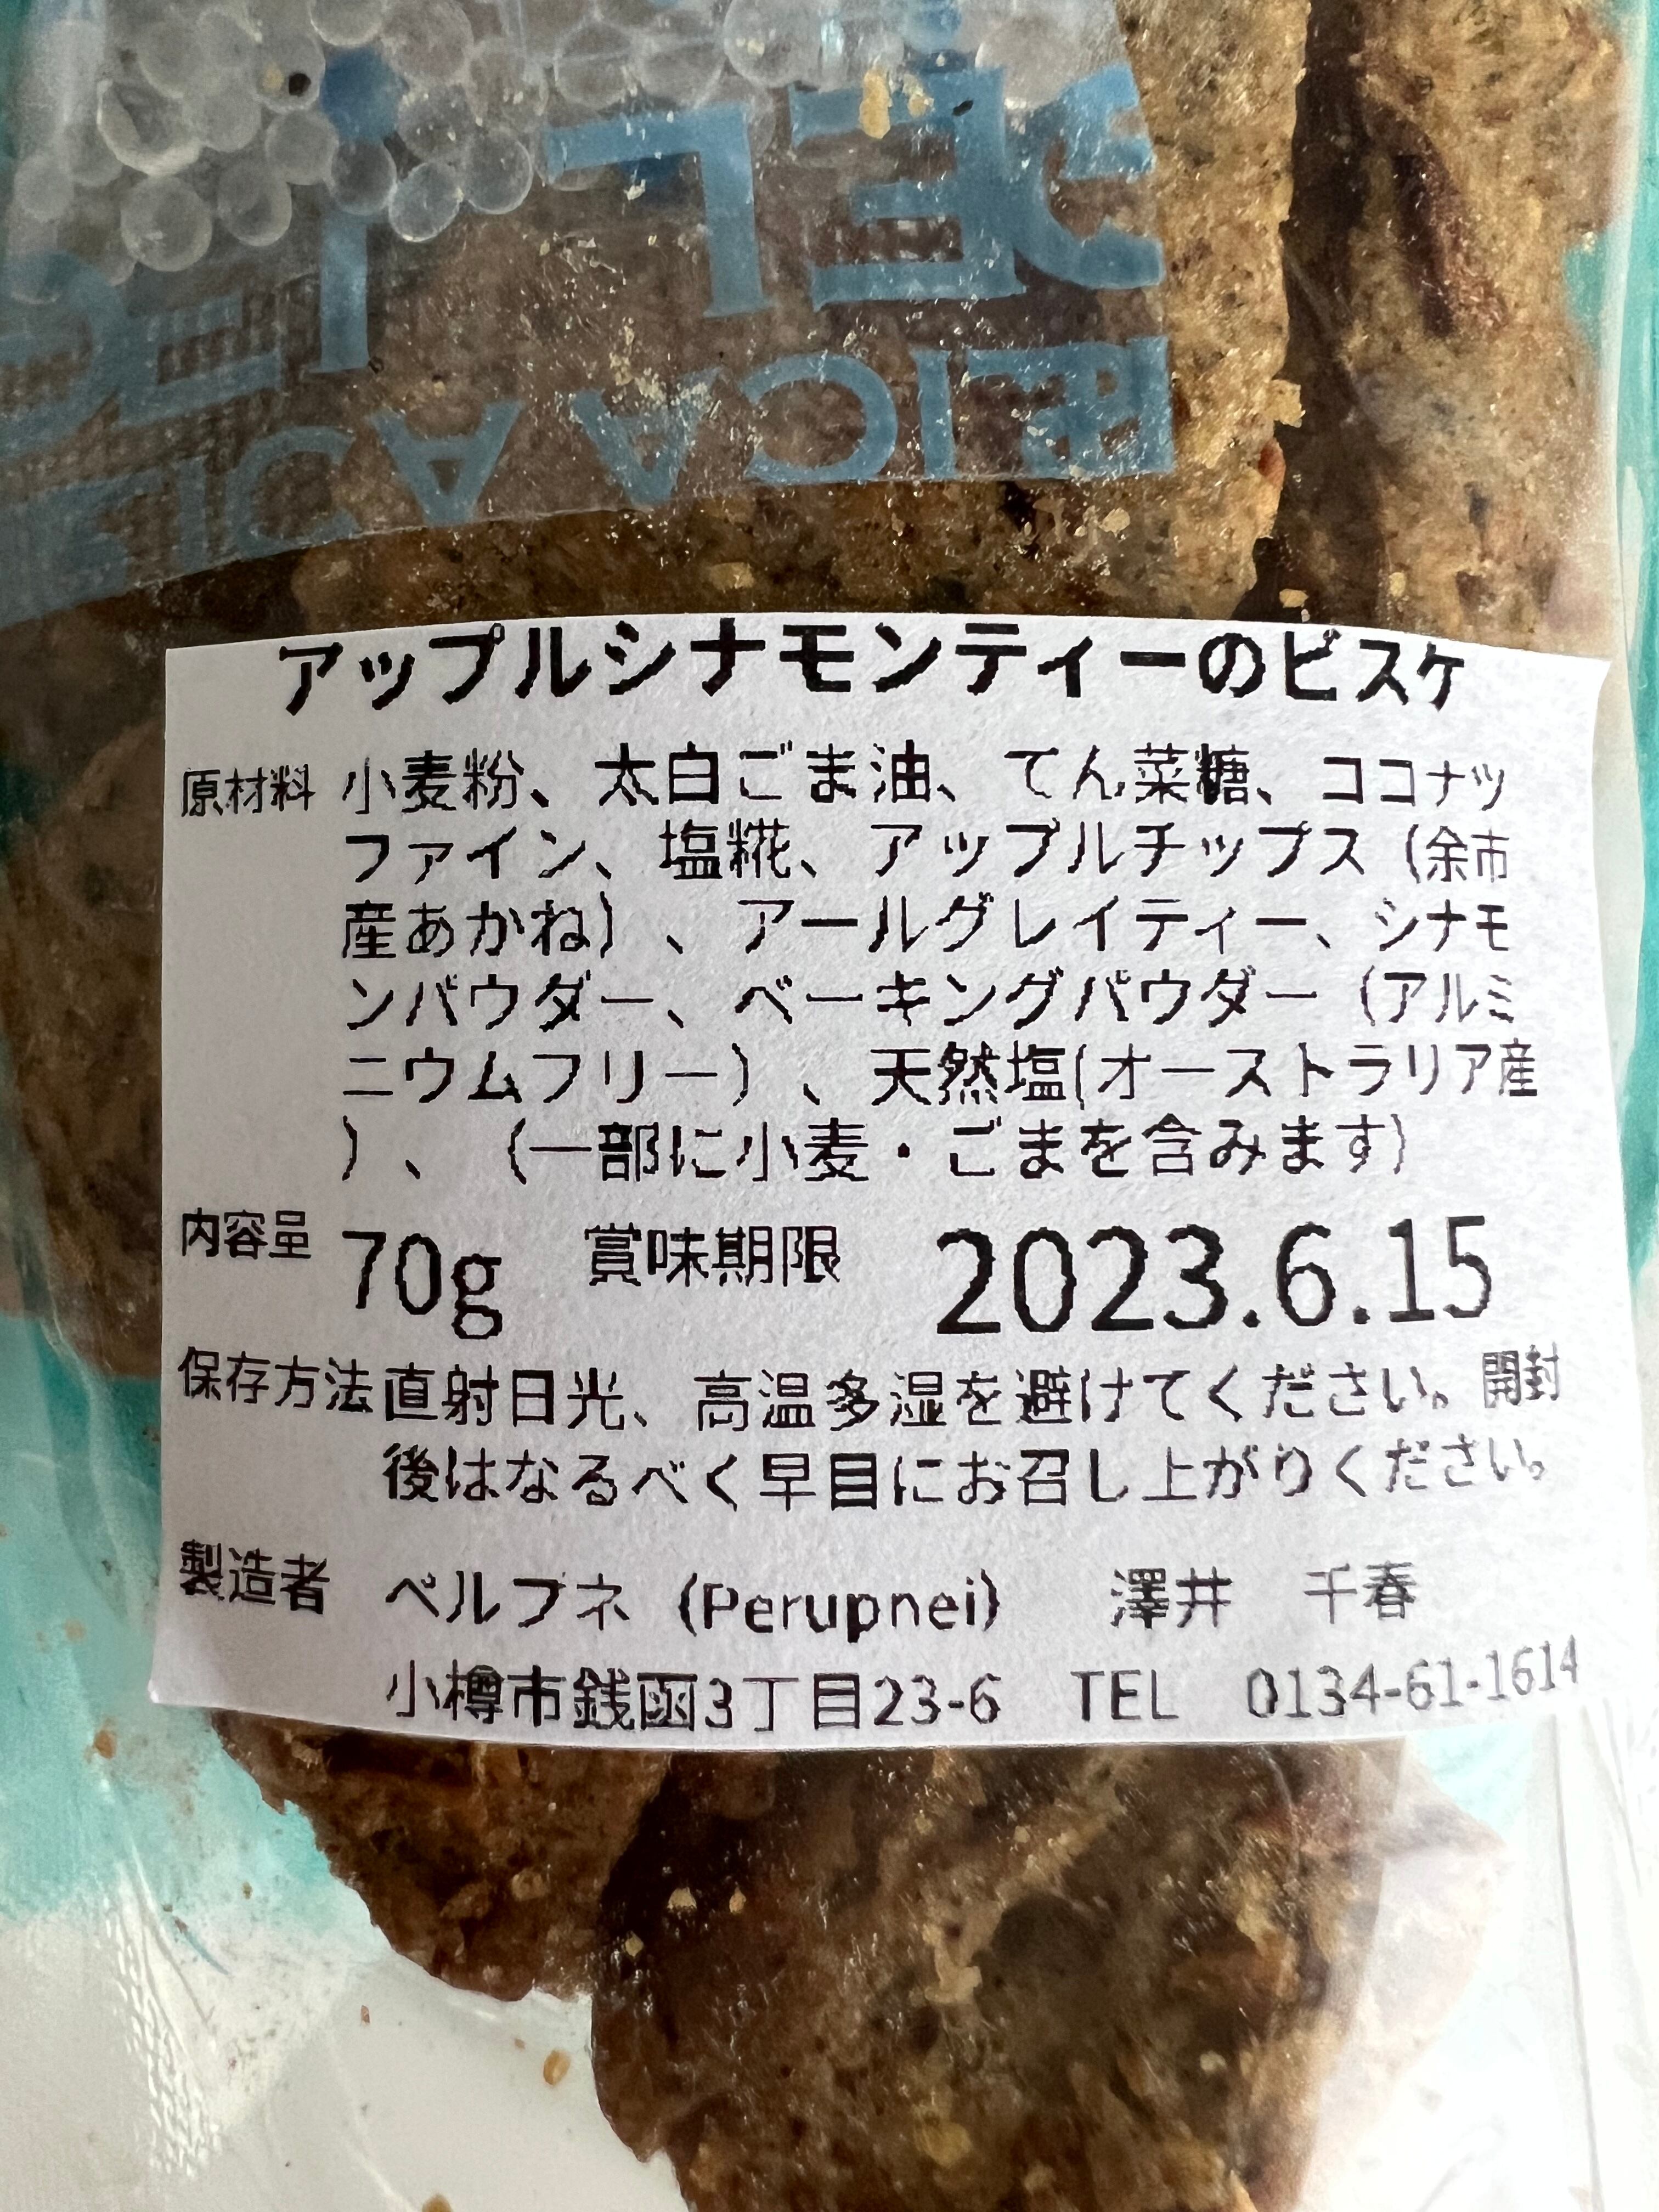 SILICA GEL
アップルシナモンティーのビスケ
原材料 小麦粉、太白ごま油、てん菜糖、ココナツ
ファイン、塩糀、アップルチップス（余市
産あかね）、アールグレイティー、シナモ
ンパウダー、ベーキングパウダー（アルミ
ニウムフリー）、天然塩(オーストラリア産
）、（一部に小麦・ごまを含みます）
内容量 70g 賞味期限 2023.6.15
保存方法 直射日光、高温多湿を避けてください。開封
後はなるべく早目にお召し上がりください。
製造者 ペルプネ（Perupnei） 澤井 千春
小樽市銭函3丁目23-6 TEL 0134-61-1614